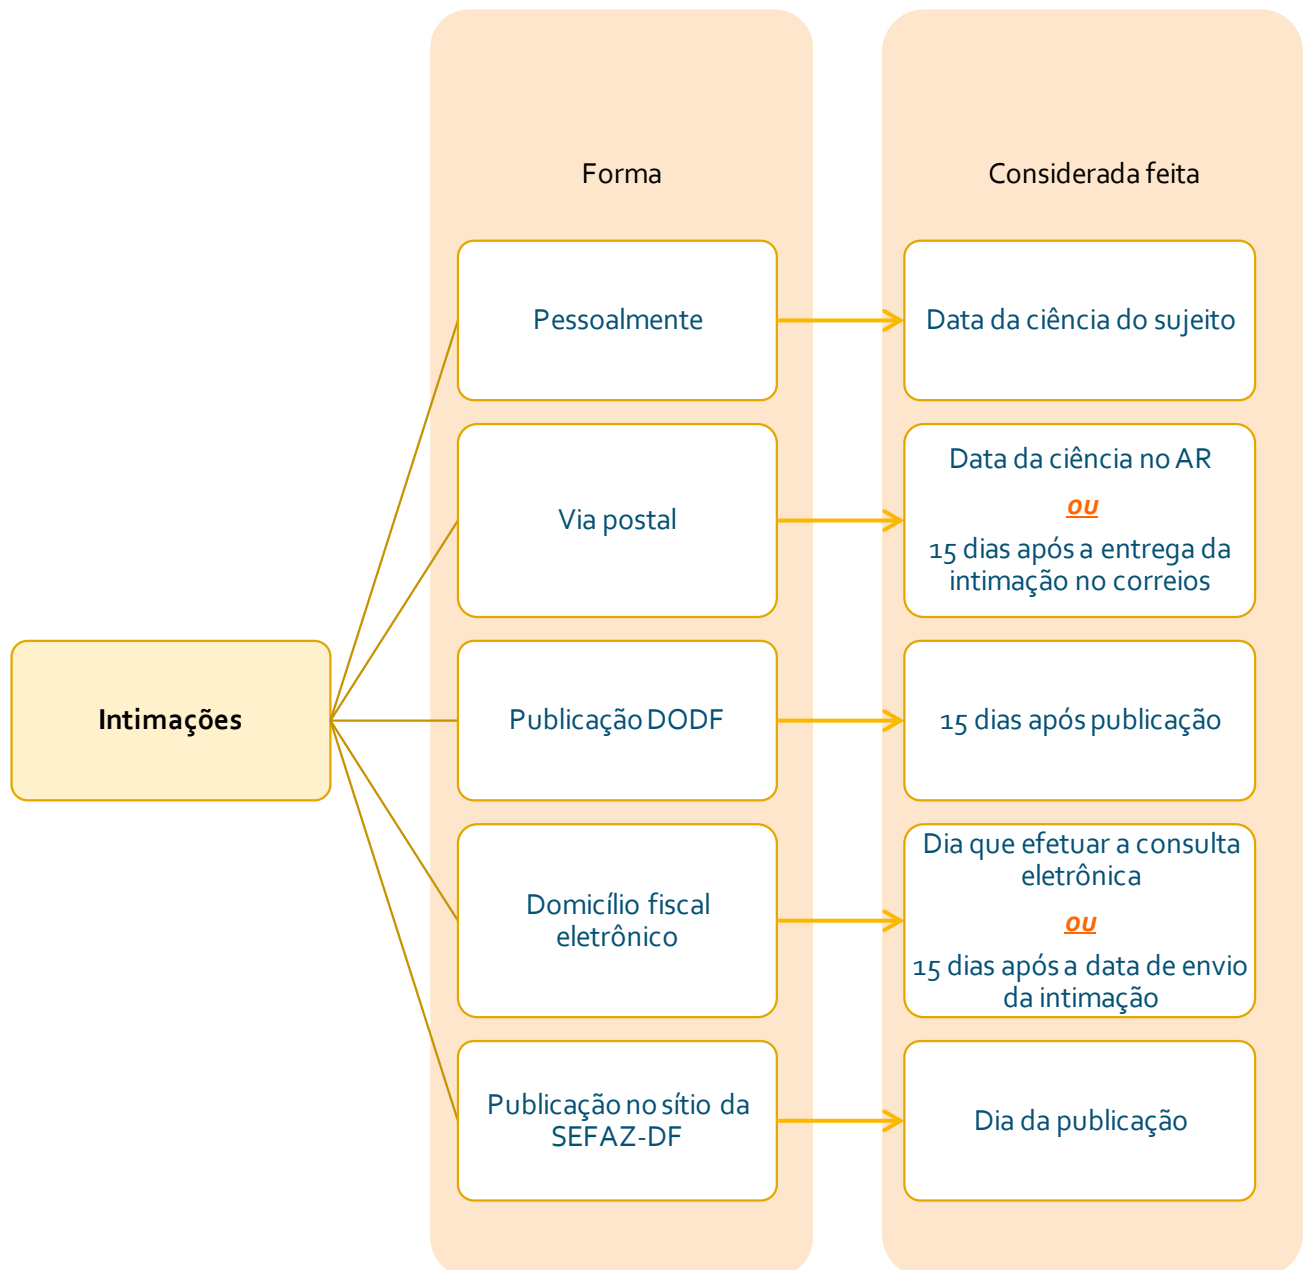 Forma
Considerada feita
Pessoalmente
Data da ciência do sujeito
Via postal
Data da ciência no AR
ou
15 dias após a entrega da
intimação no correios
Intimações
Publicação DODF
15 dias após publicação
Domicílio fiscal
eletrônico
Dia que efetuar a consulta
eletrônica
ou
15 dias após a data de envio
da intimação
Publicação no sítio da
SEFAZ-DF
Dia da publicação